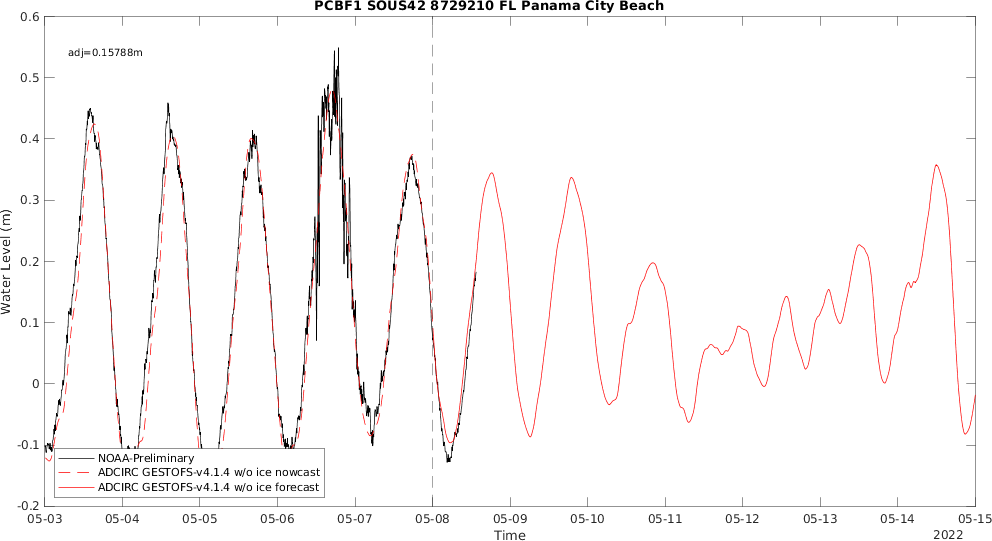 PCBF1 SOUS42 8729210 FL Panama City Beach
0.6
adj=0.15788m
0.5
0.4
0.3
0.2
0.1
0
-0.1
-0.2
Water Level (m)
NOAA-Preliminary
ADCIRC GESTOFS-v4.1.4 w/o ice nowcast
ADCIRC GESTOFS-v4.1.4 w/o ice forecast
05-03 05-04 05-05 05-06 05-07 05-08 05-09 05-10 05-11 05-12 05-13 05-14 05-15
Time
2022